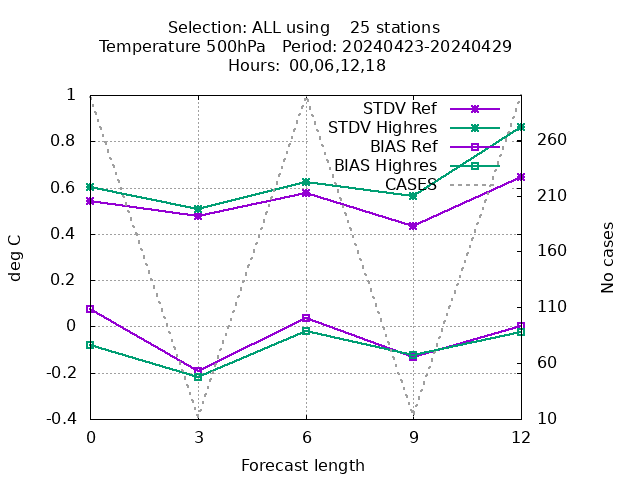 Selection: ALL using    25 stations
Temperature 500hPa   Period: 20240423-20240429
Hours: 00,06,12,18
STDV Ref
STDV Highres
BIAS Ref
BIAS Highres
CASES
1
0.8
0.6
0.4
0.2
0
-0.2
-0.4
deg C
260
210
160
110
60
10
No cases
0 3 6 9 12
Forecast length